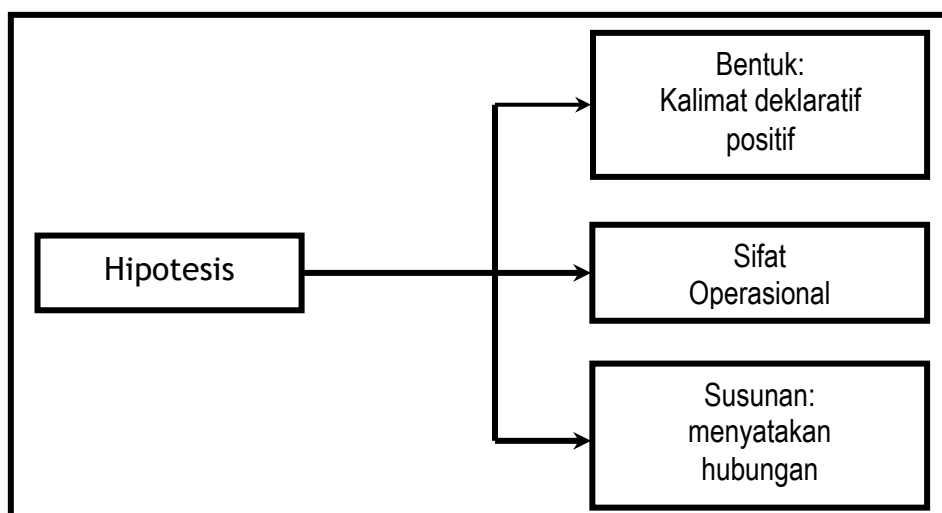 Hipotesis
Bentuk:
Kalimat deklaratif
positif
Sifat
Operasional
Susunan:
menyatakan
hubungan